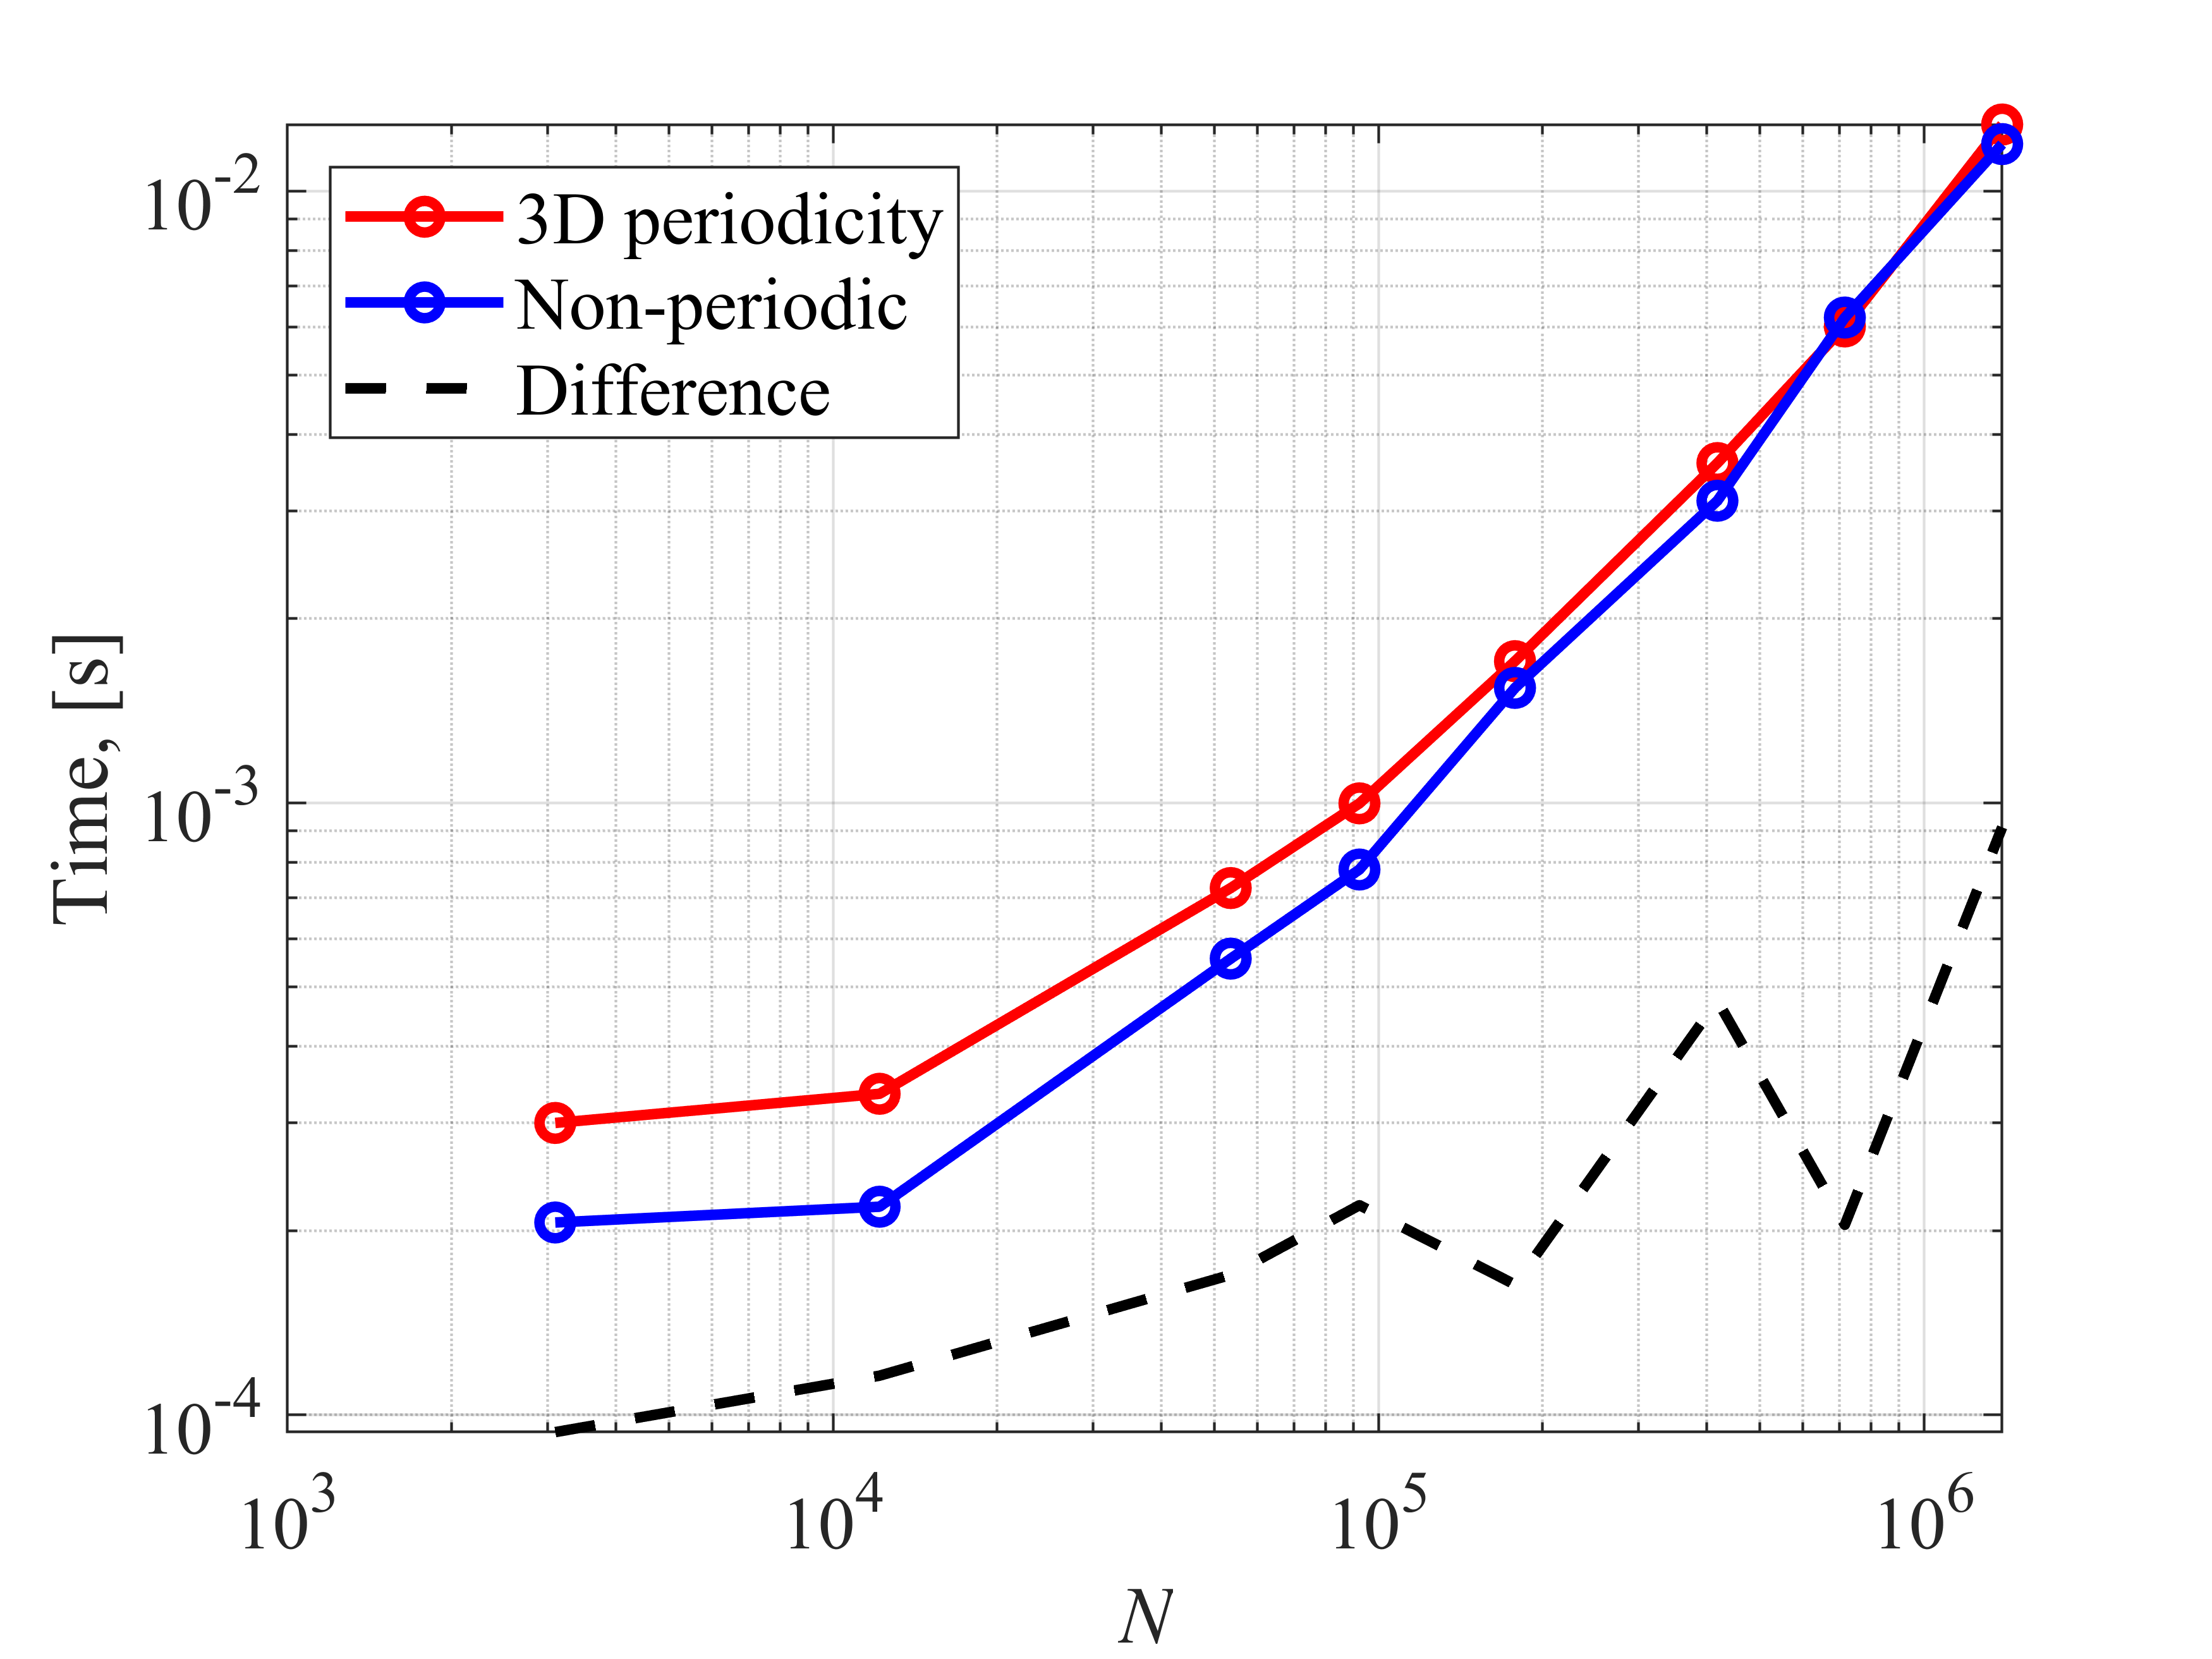 10^-2
10^-3
10^-4
Time, [s]
3D periodicity
Non-periodic
Difference
10^3
10^4
10^5
10^6
N